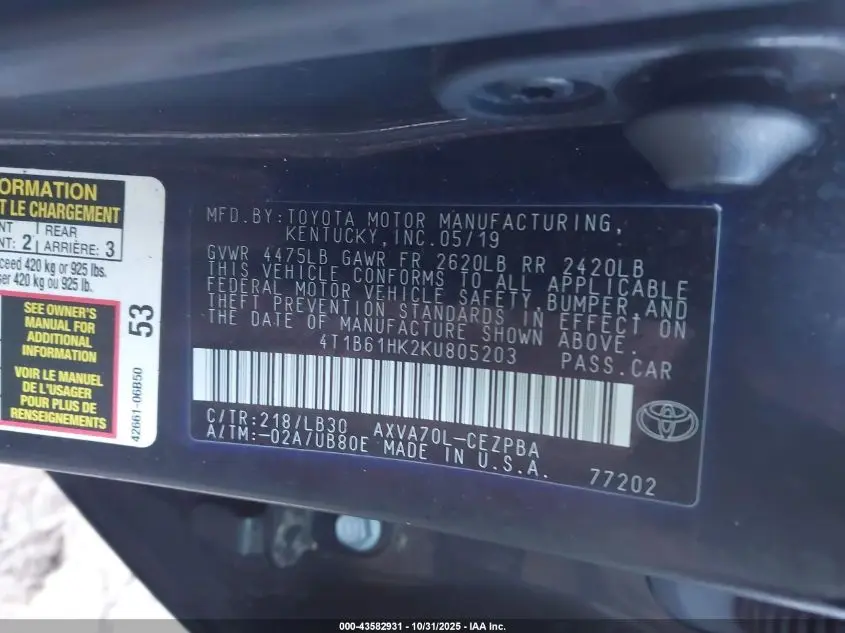 ORMATION
T LE CHARGEMENT
NT
NT: 2
REAR
ARRIÈRE: 3
ceed 420 kg or 925 lbs.
ser 420 kg ou 925 lb.
SEE OWNER'S
MANUAL FOR
ADDITIONAL
INFORMATION
VOIR LE MANUEL
DE L'USAGER
POUR PLUS DE
RENSEIGNEMENTS
53
42661-06B50
MFD.BY:TOYOTA MOTOR MANUFACTURING,
KENTUCKY,INC.05/19
GVWR 4475LB GAWR FR 2620LB RR 2420LB
THIS VEHICLE CONFORMS TO ALL APPLICABLE
FEDERAL MOTOR VEHICLE SAFETY,BUMPER,AND
THEFT PREVENTION STANDARDS IN EFFECT ON
THE DATE OF MANUFACTURE SHOWN ABOVE.
4T1B61HK2KU805203 PASS.CAR
C/TR:218/LB30 AXVA70L-CEZPBA
A/TM:-02A/UB80E MADE IN U.S.A.
77202
000-43582931 - 10/31/2025 - IAA Inc.